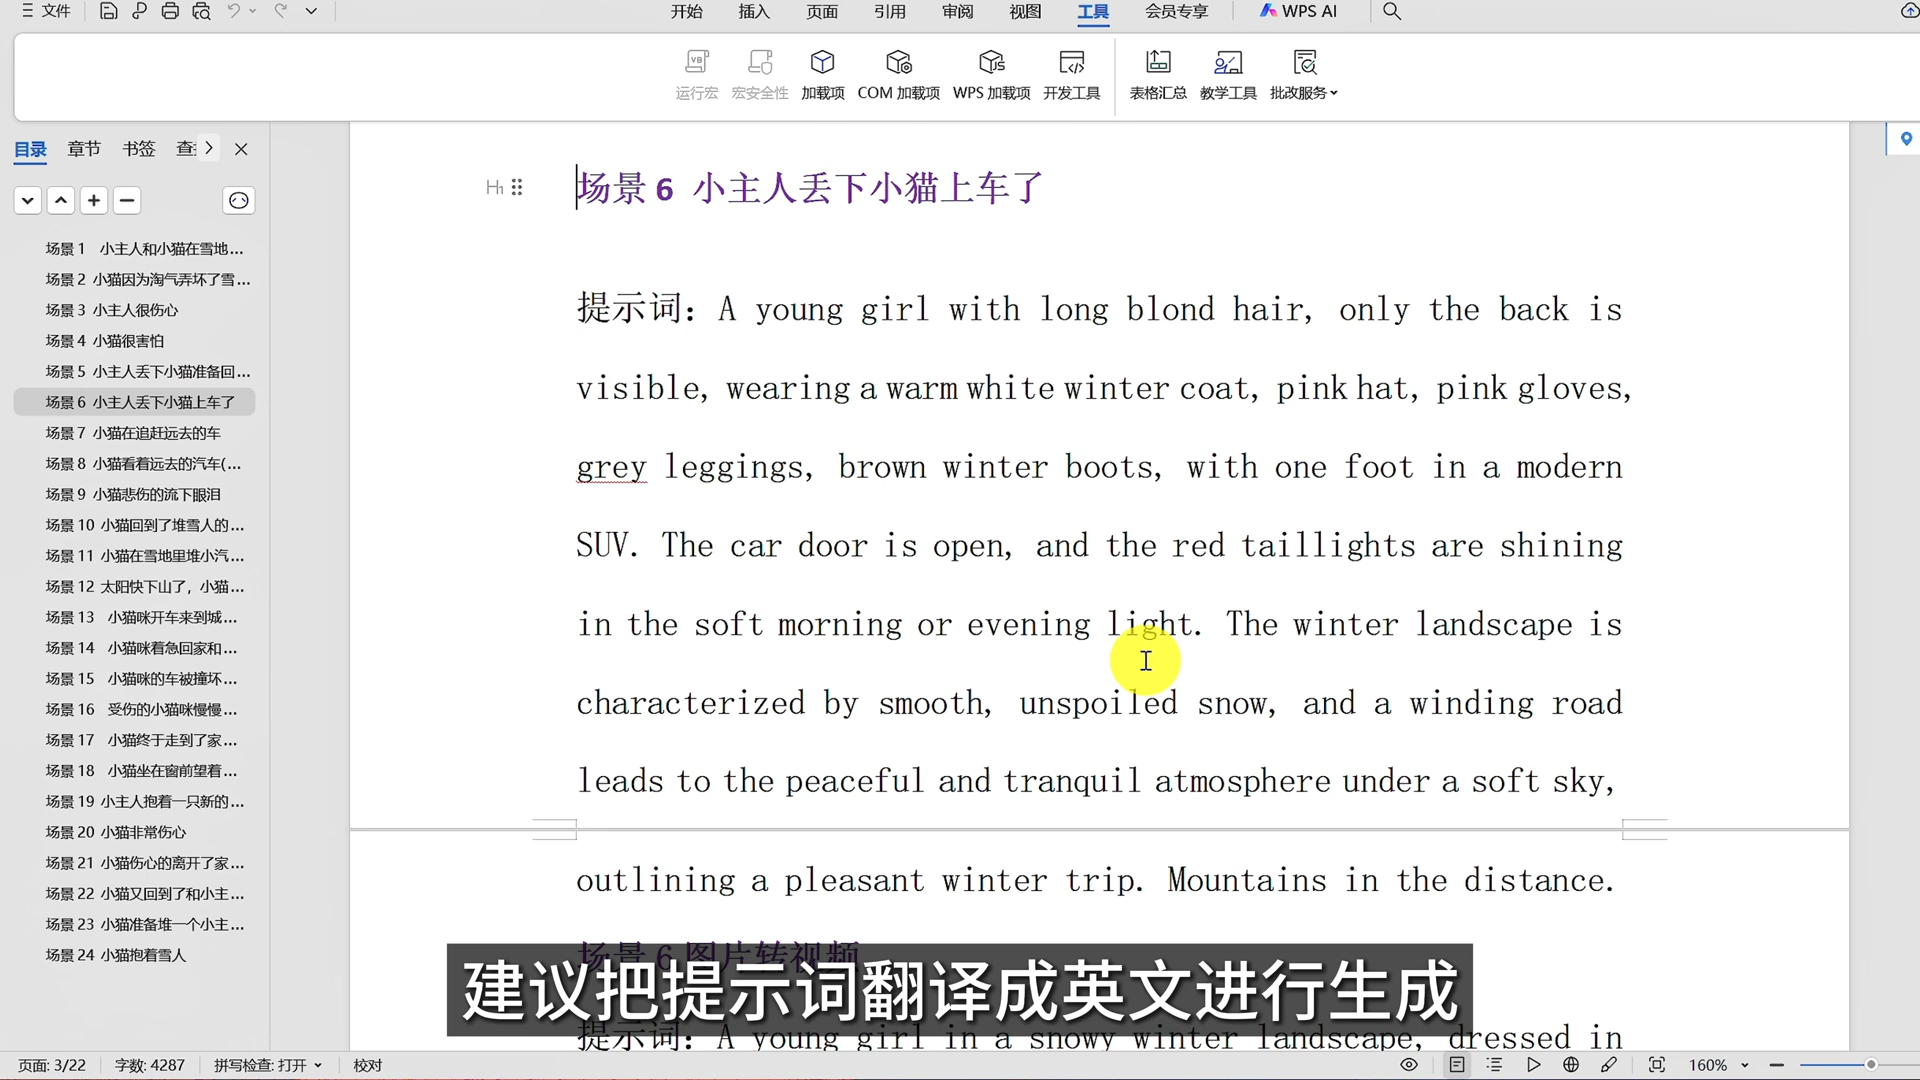 文件
开始 插入 页面 引用 审阅 视图 工具 会员专享 WPS AI
运行宏 宏安全性 加载项 COM 加载项 WPS 加载项 开发工具 表格汇总 教学工具 批改服务
目录 章节 书签
场景 1 小主人和小猫在雪地...
场景 2 小猫因为淘气弄坏了雪...
场景 3 小主人很伤心
场景 4 小猫很害怕
场景 5 小主人丢下小猫准备回...
场景 6 小主人丢下小猫上车了
场景 7 小猫在追赶远去的车
场景 8 小猫看着远去的汽车(...
场景 9 小猫悲伤的流下眼泪
场景 10 小猫回到了堆雪人的...
场景 11 小猫在雪地里堆小汽...
场景 12 太阳快下山了，小猫...
场景 13 小猫咪开车来到城...
场景 14 小猫咪着急回家和...
场景 15 小猫咪的车被撞坏...
场景 16 受伤的小猫咪慢慢...
场景 17 小猫终于走到了家...
场景 18 小猫坐在窗前望着...
场景 19 小主人抱着一只新的...
场景 20 小猫非常伤心
场景 21 小猫伤心的离开了家...
场景 22 小猫又回到了和小主...
场景 23 小猫准备堆一个小主...
场景 24 小猫抱着雪人
H1
场景 6 小主人丢下小猫上车了
提示词：A young girl with long blond hair, only the back is
visible, wearing a warm white winter coat, pink hat, pink gloves,
grey leggings, brown winter boots, with one foot in a modern
SUV. The car door is open, and the red taillights are shining
in the soft morning or evening light. The winter landscape is
characterized by smooth, unspoiled snow, and a winding road
leads to the peaceful and tranquil atmosphere under a soft sky,
outlining a pleasant winter trip. Mountains in the distance.
场景 6 图片转视频
建议把提示词翻译成英文进行生成
提示词：A young girl in a snowy winter landscape, dressed in
页面: 3/22 字数: 4287 拼写检查: 打开 校对 160%